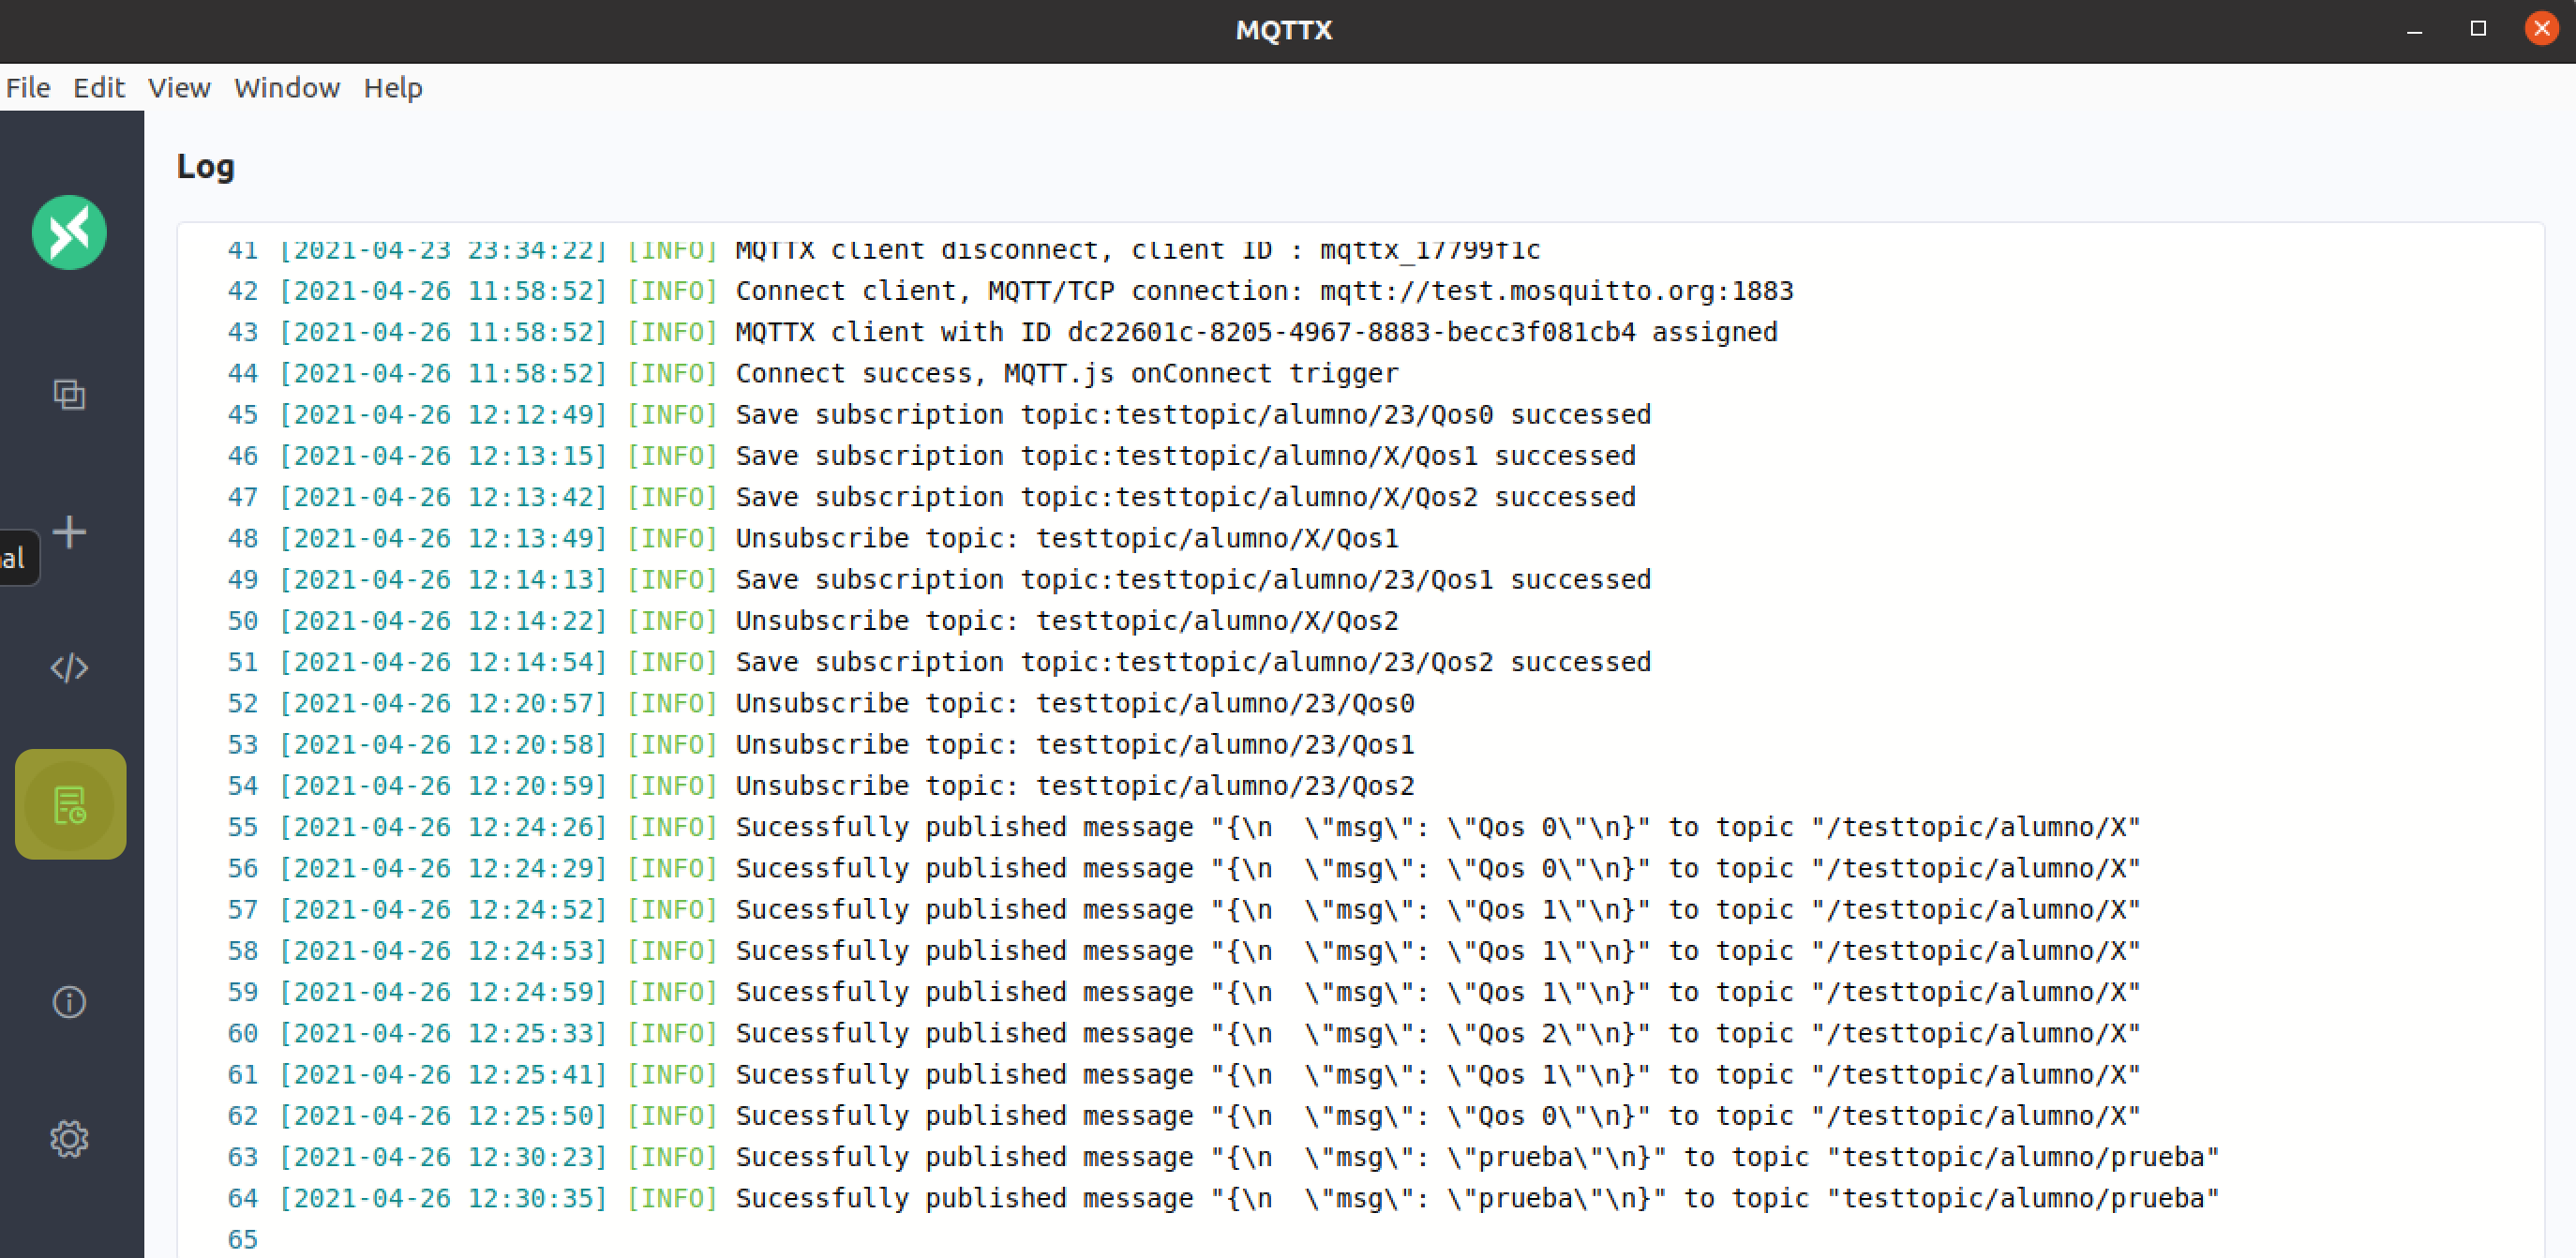 MQTTX
File Edit View Window Help
Log
41 [2021-04-23 23:34:22] [INFO] MQTTX client disconnect, client ID : mqttx_17799f1c
42 [2021-04-26 11:58:52] [INFO] Connect client, MQTT/TCP connection: mqtt://test.mosquitto.org:1883
43 [2021-04-26 11:58:52] [INFO] MQTTX client with ID dc22601c-8205-4967-8883-becc3f081cb4 assigned
44 [2021-04-26 11:58:52] [INFO] Connect success, MQTT.js onConnect trigger
45 [2021-04-26 12:12:49] [INFO] Save subscription topic:testtopic/alumno/23/Qos0 successed
46 [2021-04-26 12:13:15] [INFO] Save subscription topic:testtopic/alumno/X/Qos1 successed
47 [2021-04-26 12:13:42] [INFO] Save subscription topic:testtopic/alumno/X/Qos2 successed
48 [2021-04-26 12:13:49] [INFO] Unsubscribe topic: testtopic/alumno/X/Qos1
al
49 [2021-04-26 12:14:13] [INFO] Save subscription topic:testtopic/alumno/23/Qos1 successed
50 [2021-04-26 12:14:22] [INFO] Unsubscribe topic: testtopic/alumno/X/Qos2
51 [2021-04-26 12:14:54] [INFO] Save subscription topic:testtopic/alumno/23/Qos2 successed
52 [2021-04-26 12:20:57] [INFO] Unsubscribe topic: testtopic/alumno/23/Qos0
53 [2021-04-26 12:20:58] [INFO] Unsubscribe topic: testtopic/alumno/23/Qos1
54 [2021-04-26 12:20:59] [INFO] Unsubscribe topic: testtopic/alumno/23/Qos2
55 [2021-04-26 12:24:26] [INFO] Sucessfully published message "{\n  \"msg\": \"Qos 0\"\n}" to topic "/testtopic/alumno/X"
56 [2021-04-26 12:24:29] [INFO] Sucessfully published message "{\n  \"msg\": \"Qos 0\"\n}" to topic "/testtopic/alumno/X"
57 [2021-04-26 12:24:52] [INFO] Sucessfully published message "{\n  \"msg\": \"Qos 1\"\n}" to topic "/testtopic/alumno/X"
58 [2021-04-26 12:24:53] [INFO] Sucessfully published message "{\n  \"msg\": \"Qos 1\"\n}" to topic "/testtopic/alumno/X"
59 [2021-04-26 12:24:59] [INFO] Sucessfully published message "{\n  \"msg\": \"Qos 1\"\n}" to topic "/testtopic/alumno/X"
60 [2021-04-26 12:25:33] [INFO] Sucessfully published message "{\n  \"msg\": \"Qos 2\"\n}" to topic "/testtopic/alumno/X"
61 [2021-04-26 12:25:41] [INFO] Sucessfully published message "{\n  \"msg\": \"Qos 1\"\n}" to topic "/testtopic/alumno/X"
62 [2021-04-26 12:25:50] [INFO] Sucessfully published message "{\n  \"msg\": \"Qos 0\"\n}" to topic "/testtopic/alumno/X"
63 [2021-04-26 12:30:23] [INFO] Sucessfully published message "{\n  \"msg\": \"prueba\"\n}" to topic "testtopic/alumno/prueba"
64 [2021-04-26 12:30:35] [INFO] Sucessfully published message "{\n  \"msg\": \"prueba\"\n}" to topic "testtopic/alumno/prueba"
65